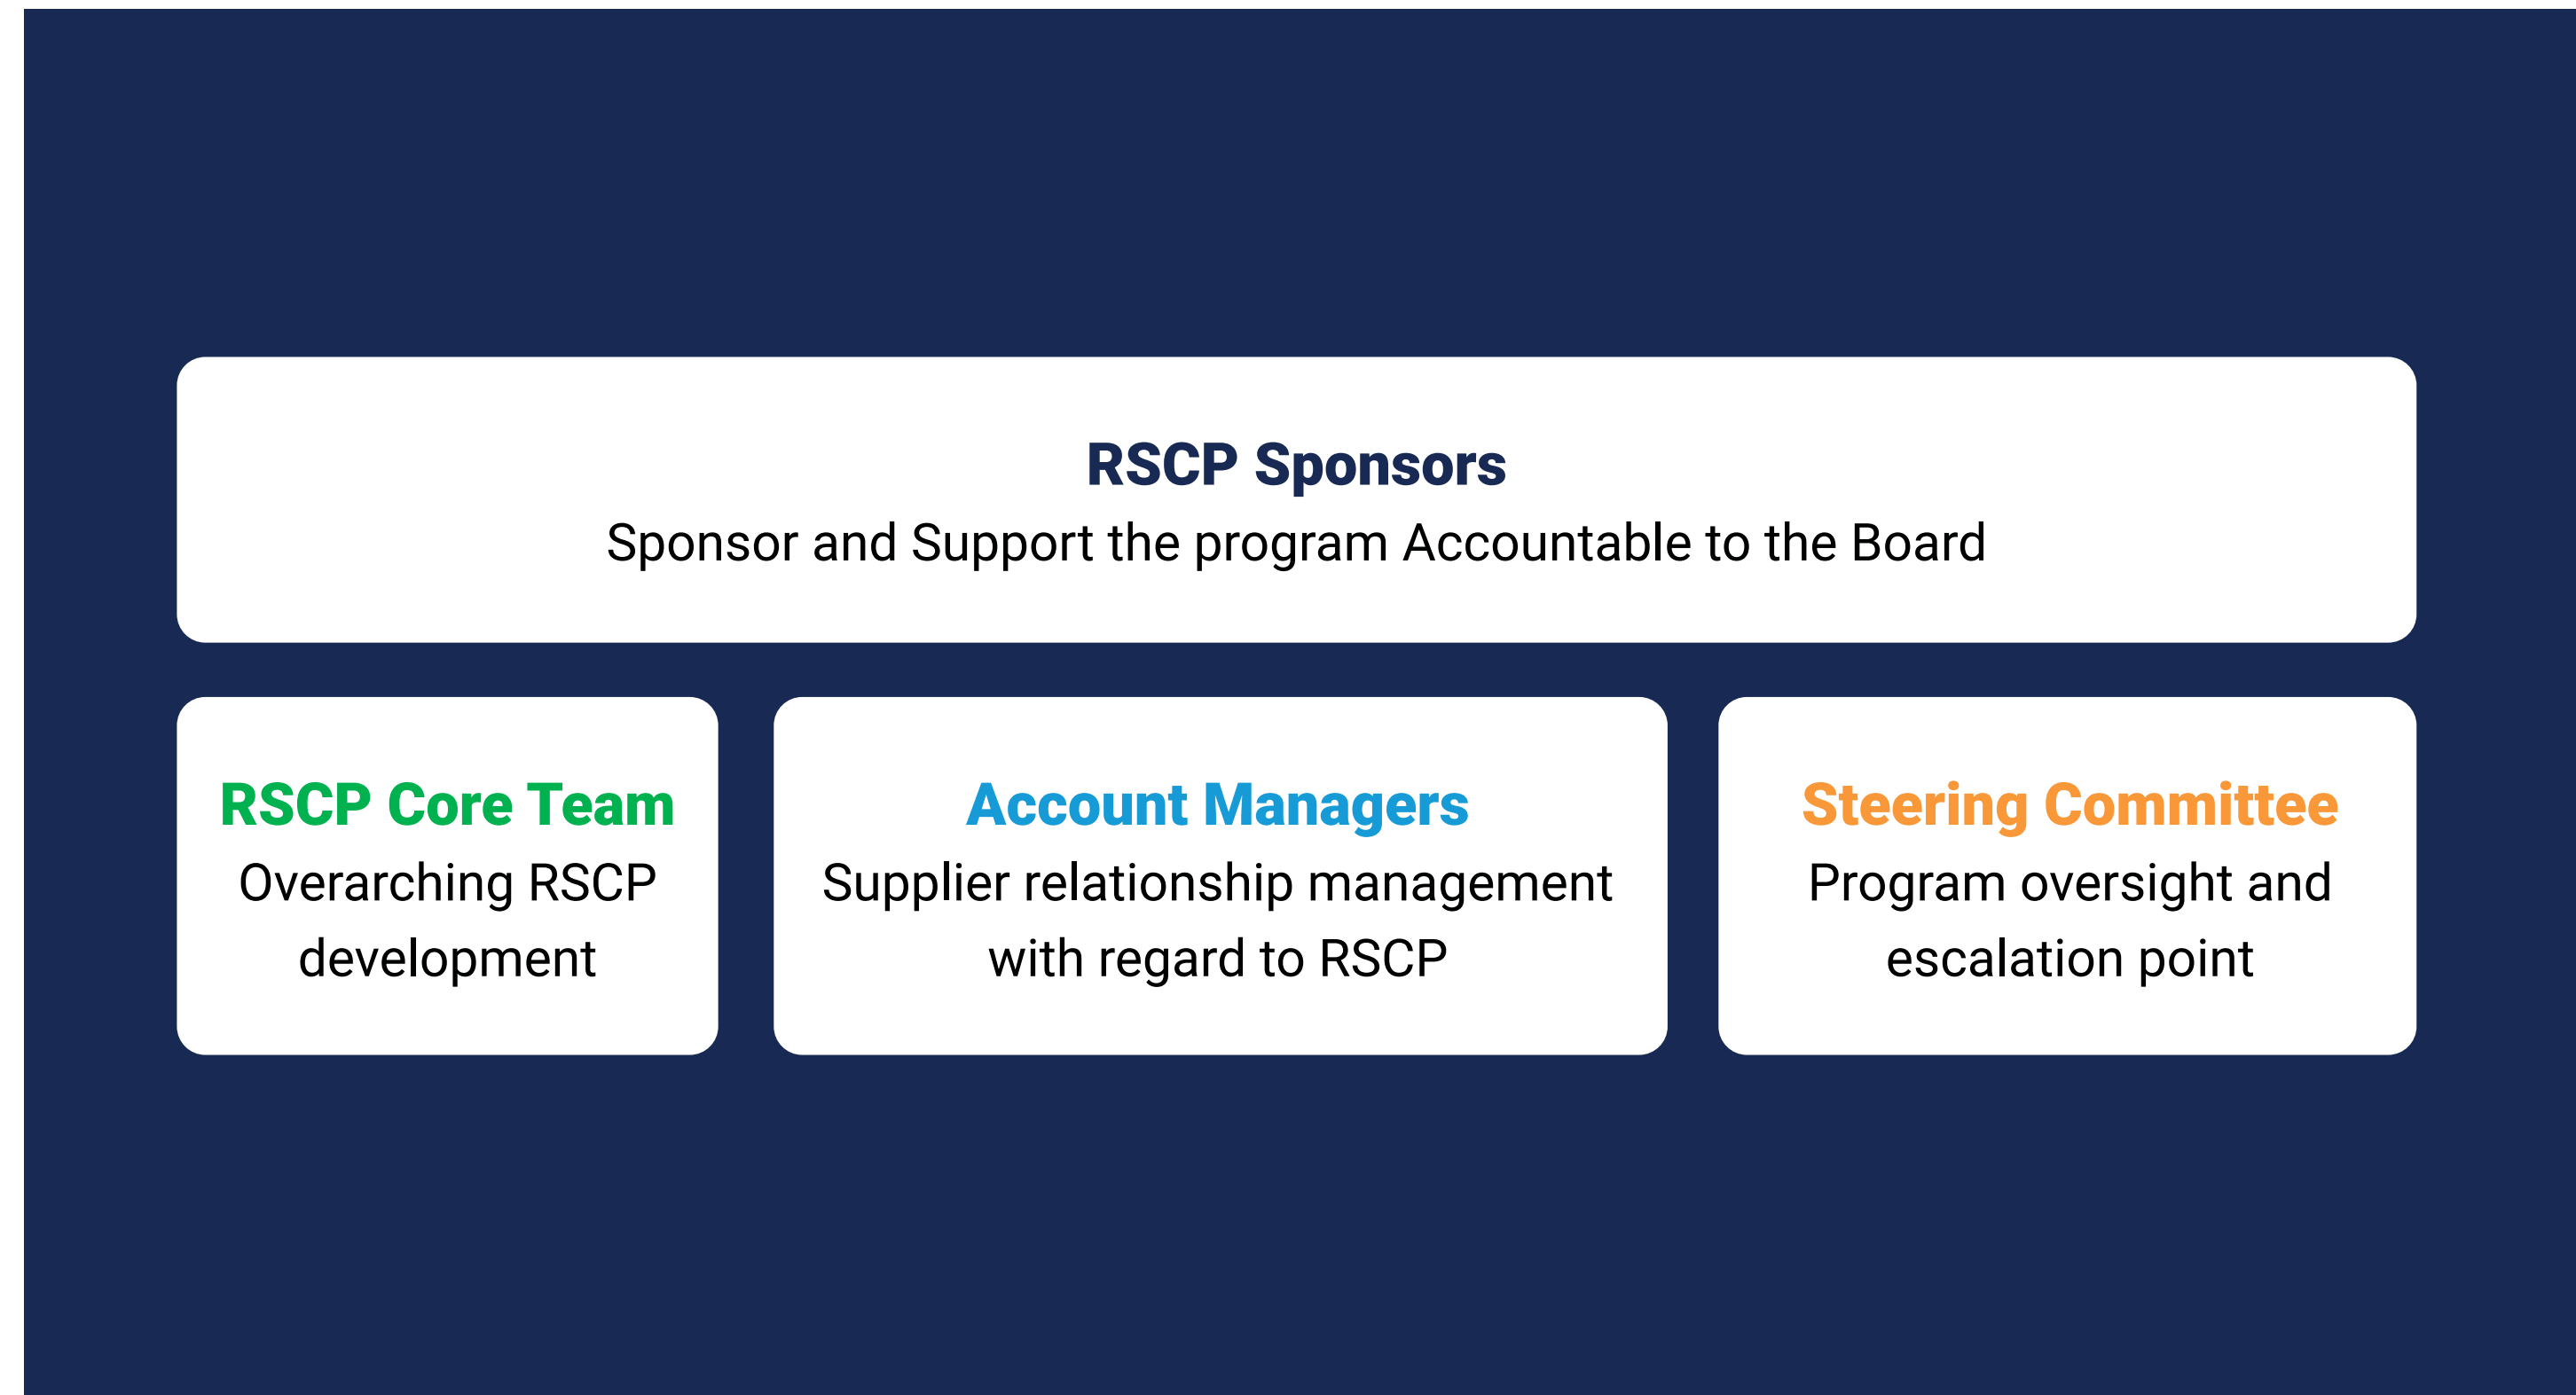 RSCP Sponsors
Sponsor and Support the program Accountable to the Board
RSCP Core Team
Overarching RSCP
development
Account Managers
Supplier relationship management
with regard to RSCP
Steering Committee
Program oversight and
escalation point